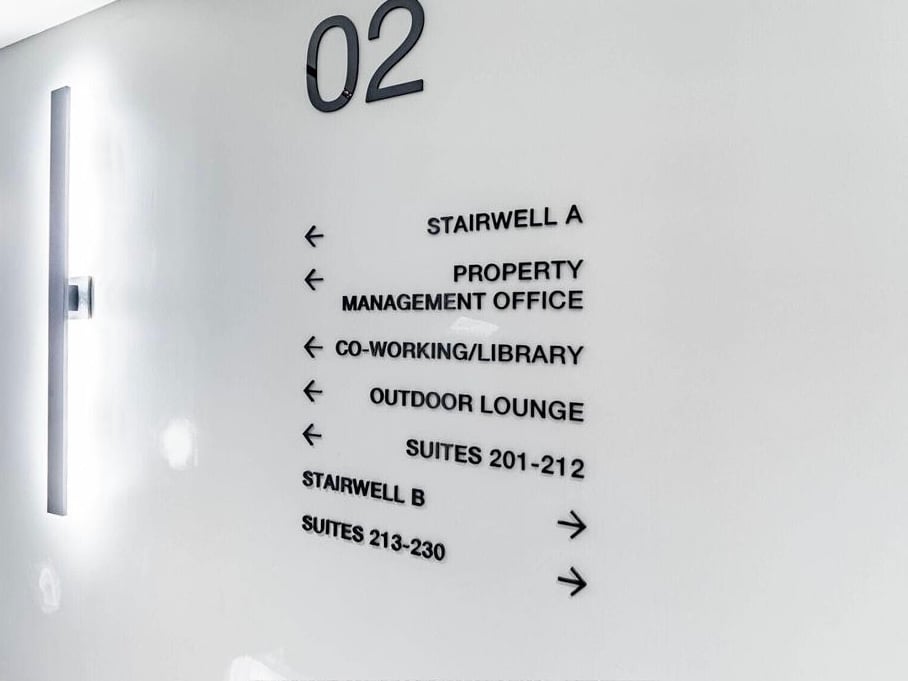 02
← STAIRWELL A
← PROPERTY
MANAGEMENT OFFICE
← CO-WORKING/LIBRARY
← OUTDOOR LOUNGE
← SUITES 201-212
STAIRWELL B →
SUITES 213-230 →